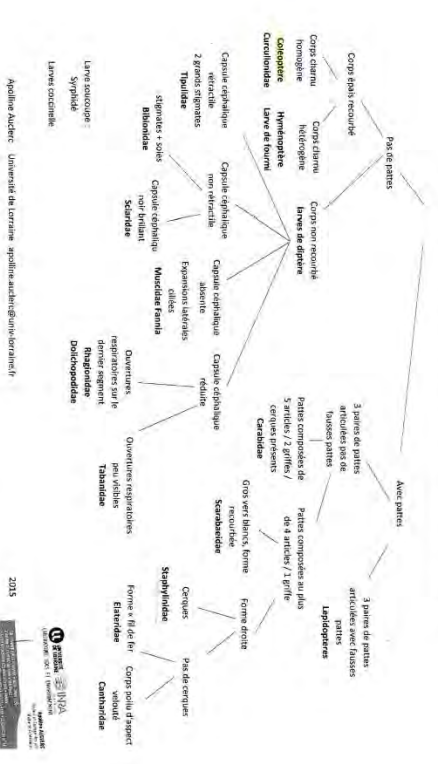 Pas de pattes
Avec pattes
Corps épais recourbé
Corps non recourbé
larves de diptère
3 paires de pattes
articulées pas de
fausses pattes
3 paires de pattes
articulées avec fausses
pattes
Lepidoptères
Corps charnu
homogène
Coléoptère
Curculionidae
Corps charnu
hétérogène
Hyménoptère
Larve de fourmi
Pattes composées de
5 articles / 2 griffes /
cerques présents
Carabidae
Pattes composées au plus
de 4 articles / 1 griffe
Capsule céphalique
rétractile
2 grands stigmates
Tipulidae
Capsule céphalique
non rétractile
Capsule céphalique
absente
Expansions latérales
ciliées
Muscidae Fannia
Capsule céphalique
réduite
Gros vers blancs, forme
recourbée
Scarabaeidae
Forme droite
stigmates + soies
Bibionidae
Capsule céphaliqu
noir brillant
Sciaridae
Ouvertures
respiratoires sur le
dernier segment
Rhagionidae
Dolichopodidae
Ouvertures respiratoires
peu visibles
Tabanidae
Cerques
Staphylinidae
Pas de cerques
Forme « fil de fer
Elateridae
Corps poilu d'aspect
velouté
Cantharidae
Larve soucoupe :
Syrphidé
Larves coccinelle
Apolline Auclerc Université de Lorraine apolline.auclerc@univ-lorraine.fr
2015
UNIVERSITÉ
DE LORRAINE
INRA